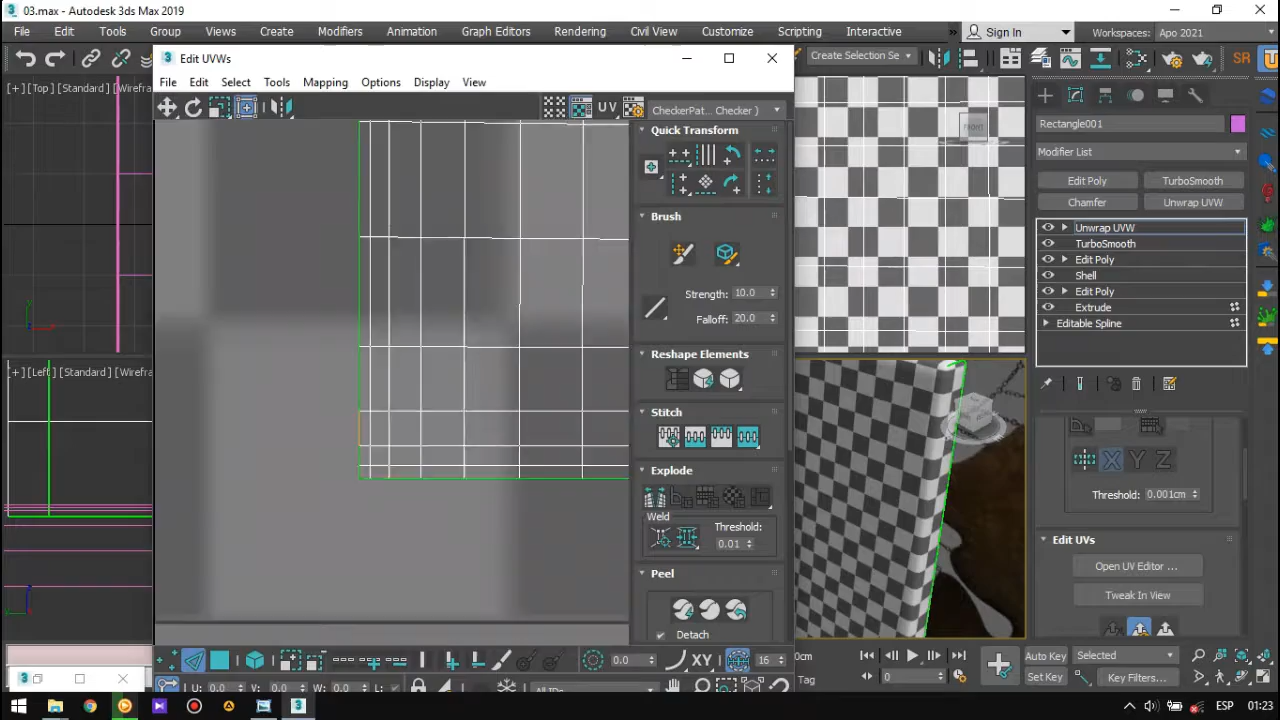 03.max - Autodesk 3ds Max 2019
File Edit Tools Group Views Create Modifiers Animation Graph Editors Rendering Civil View Customize Scripting Interactive » Sign In Workspaces: Apo 2021
Create Selection Se SR
Edit UVWs
[+] [Top] [Standard] [Wirefra
File Edit Select Tools Mapping Options Display View
UV CheckerPat... ( Checker )
Rectangle001
FRONT
Quick Transform
Modifier List
Edit Poly TurboSmooth
Chamfer Unwrap UVW
Brush
Unwrap UVW
TurboSmooth
Edit Poly
Shell
Edit Poly
Extrude
Editable Spline
Strength: 10.0
Falloff: 20.0
Reshape Elements
[+] [Left] [Standard] [Wirefra
Stitch
X Y Z
Explode
Threshold: 0.001cm
Weld Threshold:
0.01
Edit UVs
Open UV Editor ...
Peel
Tweak In View
Detach
0.0 XY 16
0cm Auto Key Selected
U: 0.0 V: 0.0 W: 0.0 L: All IDs
Tag 0 Set Key Key Filters...
ESP 01:23